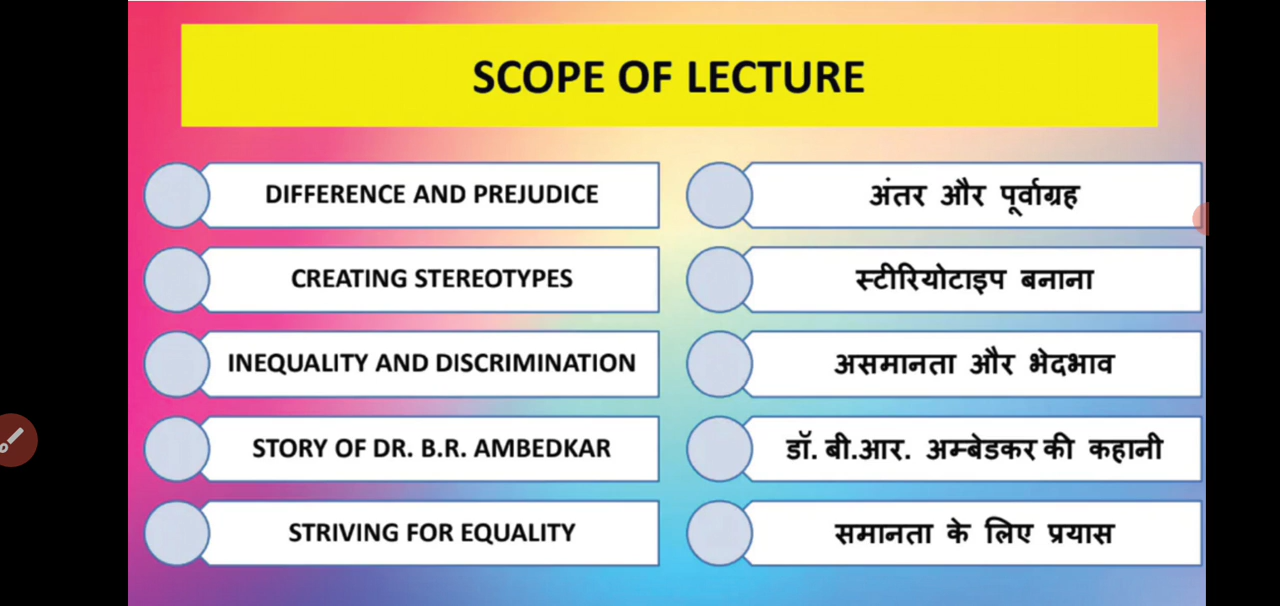 SCOPE OF LECTURE
DIFFERENCE AND PREJUDICE
CREATING STEREOTYPES
INEQUALITY AND DISCRIMINATION
STORY OF DR. B.R. AMBEDKAR
STRIVING FOR EQUALITY
अंतर और पूर्वाग्रह
स्टीरियोटाइप बनाना
असमानता और भेदभाव
डॉ. बी.आर. अम्बेडकर की कहानी
समानता के लिए प्रयास